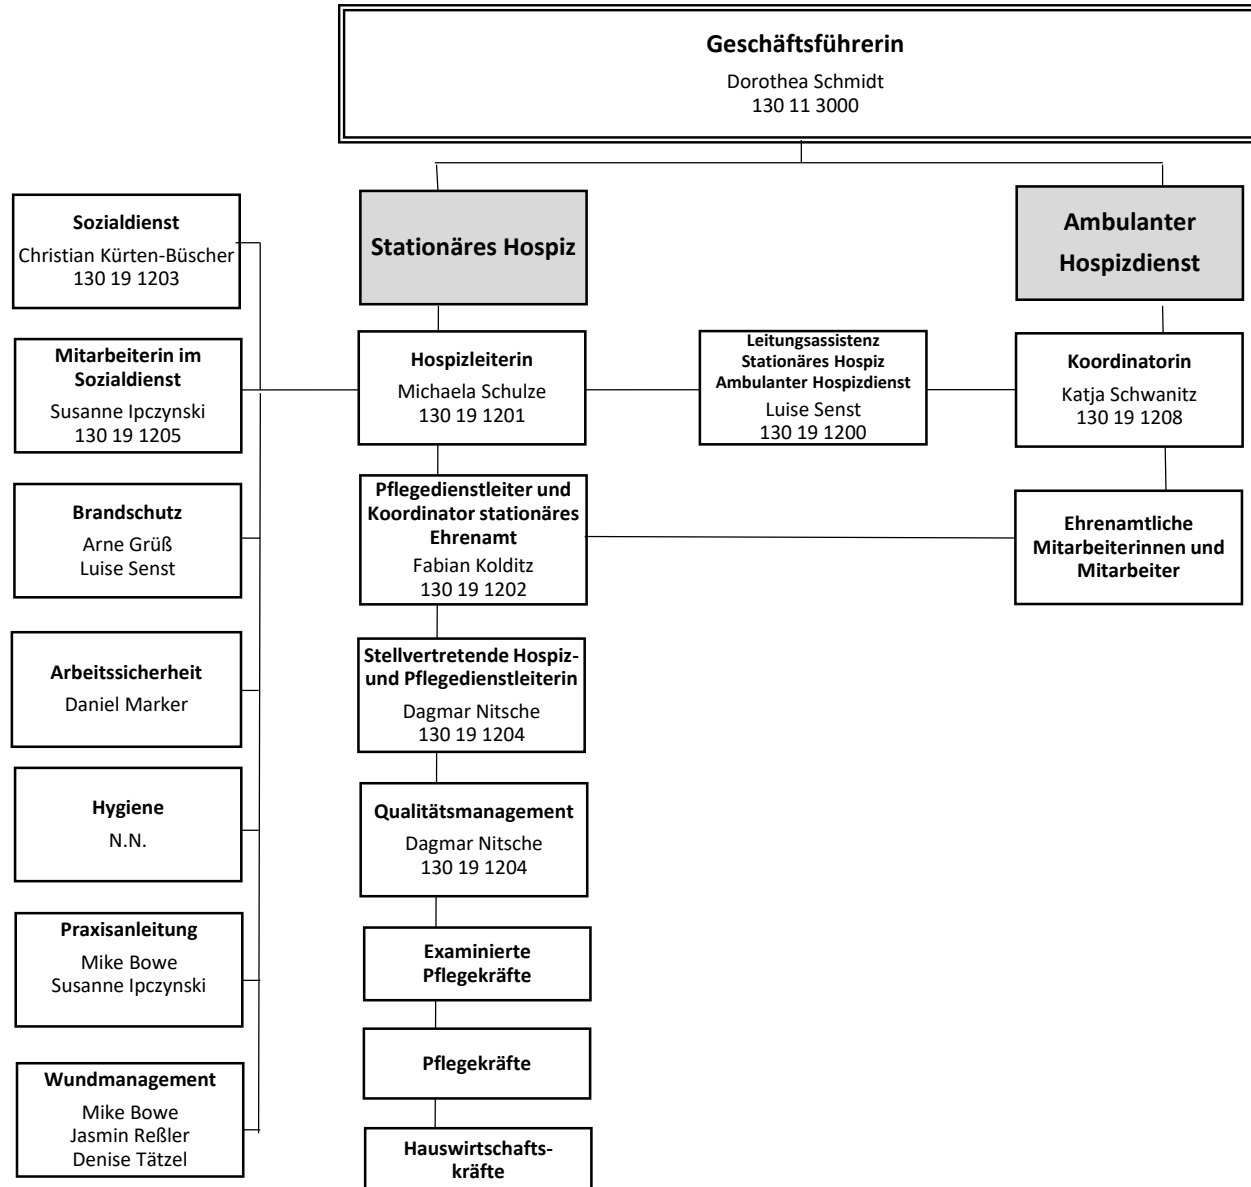 Geschäftsführerin
Dorothea Schmidt
130 11 3000
Stationäres Hospiz
Ambulanter
Hospizdienst
Sozialdienst
Christian Kürten-Büscher
130 19 1203
Mitarbeiterin im
Sozialdienst
Susanne Ipczynski
130 19 1205
Brandschutz
Arne Grüß
Luise Senst
Arbeitssicherheit
Daniel Marker
Hygiene
N.N.
Praxisanleitung
Mike Bowe
Susanne Ipczynski
Wundmanagement
Mike Bowe
Jasmin Reßler
Denise Tätzel
Hospizleiterin
Michaela Schulze
130 19 1201
Pflegedienstleiter und
Koordinator stationäres
Ehrenamt
Fabian Kolditz
130 19 1202
Stellvertretende Hospiz-
und Pflegedienstleiterin
Dagmar Nitsche
130 19 1204
Qualitätsmanagement
Dagmar Nitsche
130 19 1204
Examinierte
Pflegekräfte
Pflegekräfte
Hauswirtschafts-
kräfte
Leitungsassistenz
Stationäres Hospiz
Ambulanter Hospizdienst
Luise Senst
130 19 1200
Koordinatorin
Katja Schwanitz
130 19 1208
Ehrenamtliche
Mitarbeiterinnen und
Mitarbeiter